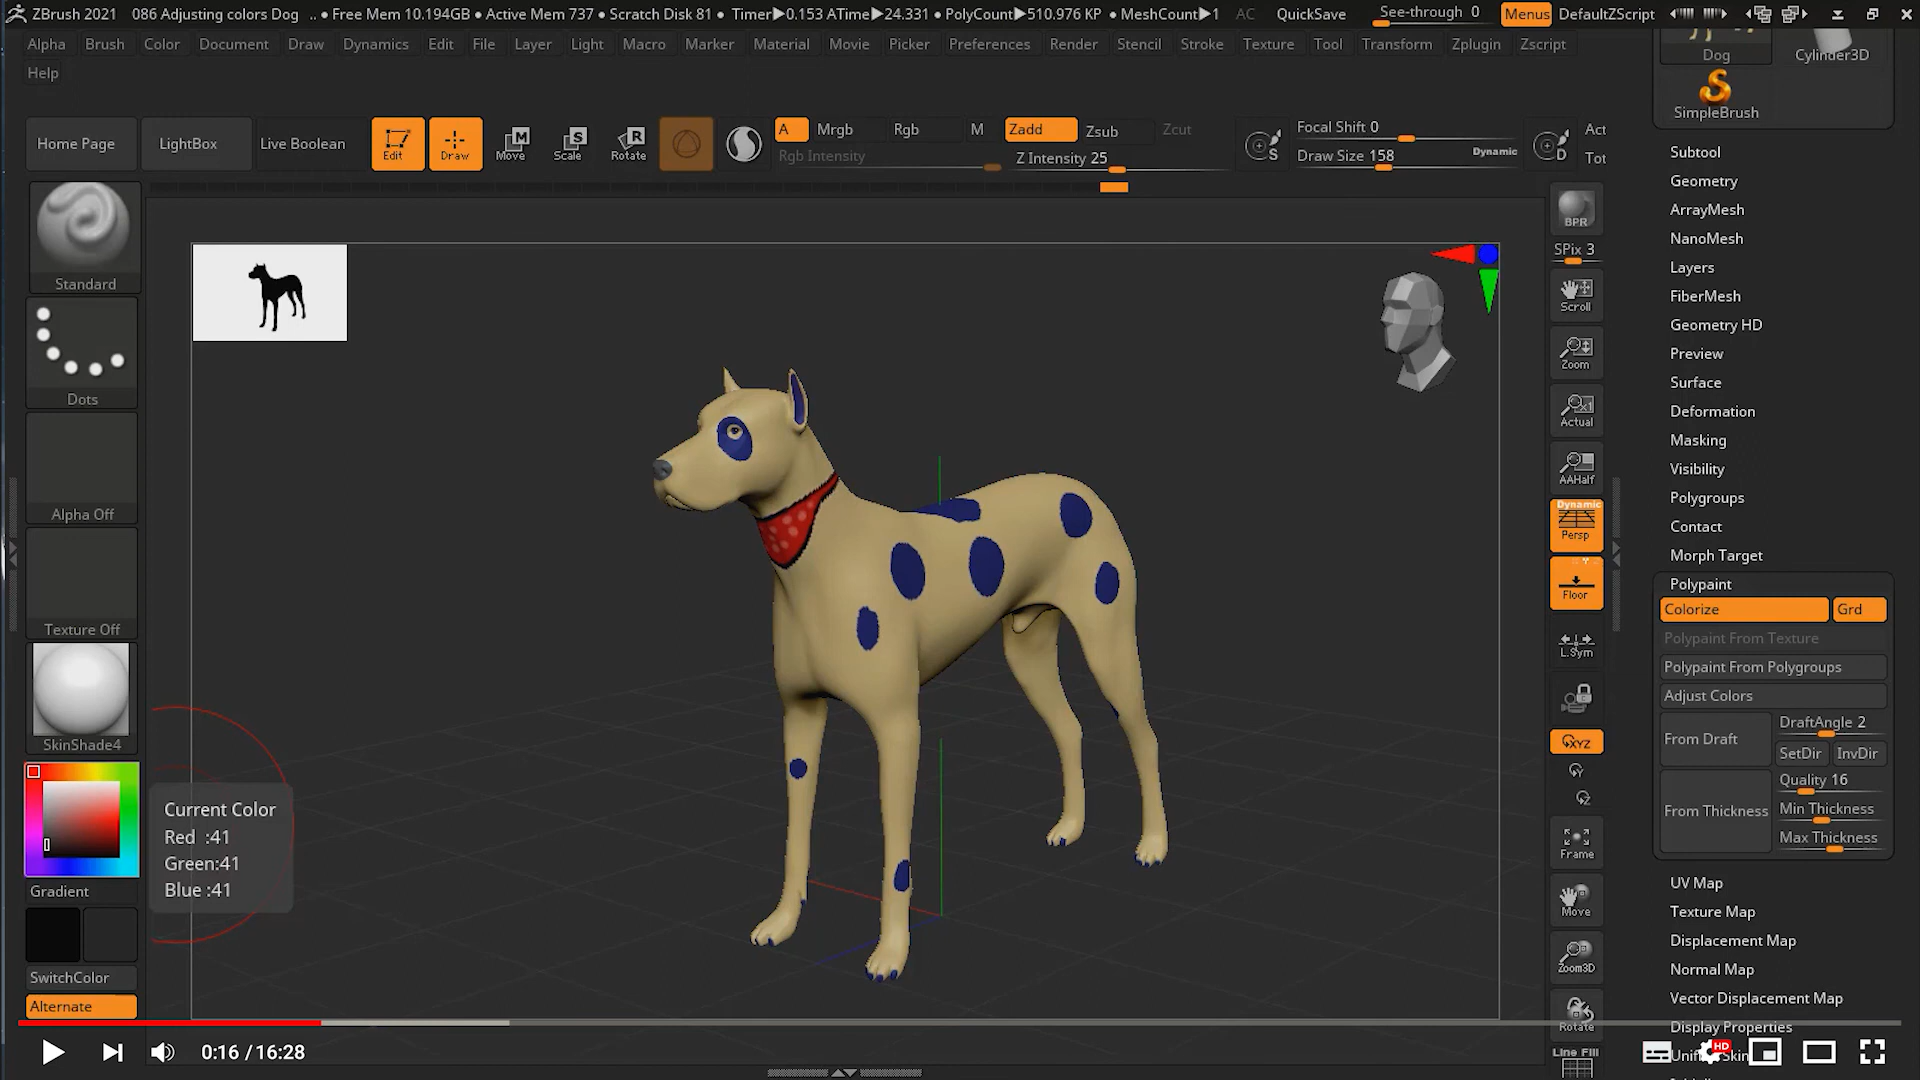 ZBrush 2021 086 Adjusting colors Dog .. • Free Mem 10.194GB • Active Mem 737 • Scratch Disk 81 • Timer▶0.153 ATime▶24.331 • PolyCount▶510.976 KP • MeshCount▶1 AC QuickSave See-through 0 Menus DefaultZScript
Alpha Brush Color Document Draw Dynamics Edit File Layer Light Macro Marker Material Movie Picker Preferences Render Stencil Stroke Texture Tool Transform Zplugin Zscript
Help
Home Page LightBox Live Boolean Edit Draw Move Scale Rotate
M S R
A Mrgb Rgb M Zadd Zsub Zcut
Rgb Intensity Z Intensity 25
Focal Shift 0
Draw Size 158 Dynamic
S D
Act
Tot
Standard
Dots
Alpha Off
Texture Off
SkinShade4
Gradient
SwitchColor
Alternate
Current Color
Red :41
Green:41
Blue :41
BPR
SPix 3
Scroll
Zoom
Actual
AAHalf
Dynamic
Persp
Floor
L.Sym
XYZ
Y
Z
Frame
Move
Zoom3D
Rotate
Line Fill
Dog Cylinder3D
SimpleBrush
Subtool
Geometry
ArrayMesh
NanoMesh
Layers
FiberMesh
Geometry HD
Preview
Surface
Deformation
Masking
Visibility
Polygroups
Contact
Morph Target
Polypaint
Colorize Grd
Polypaint From Texture
Polypaint From Polygroups
Adjust Colors
From Draft DraftAngle 2
SetDir InvDir
From Thickness Quality 16
Min Thickness
Max Thickness
UV Map
Texture Map
Displacement Map
Normal Map
Vector Displacement Map
Display Properties
Skin
HD
0:16 / 16:28